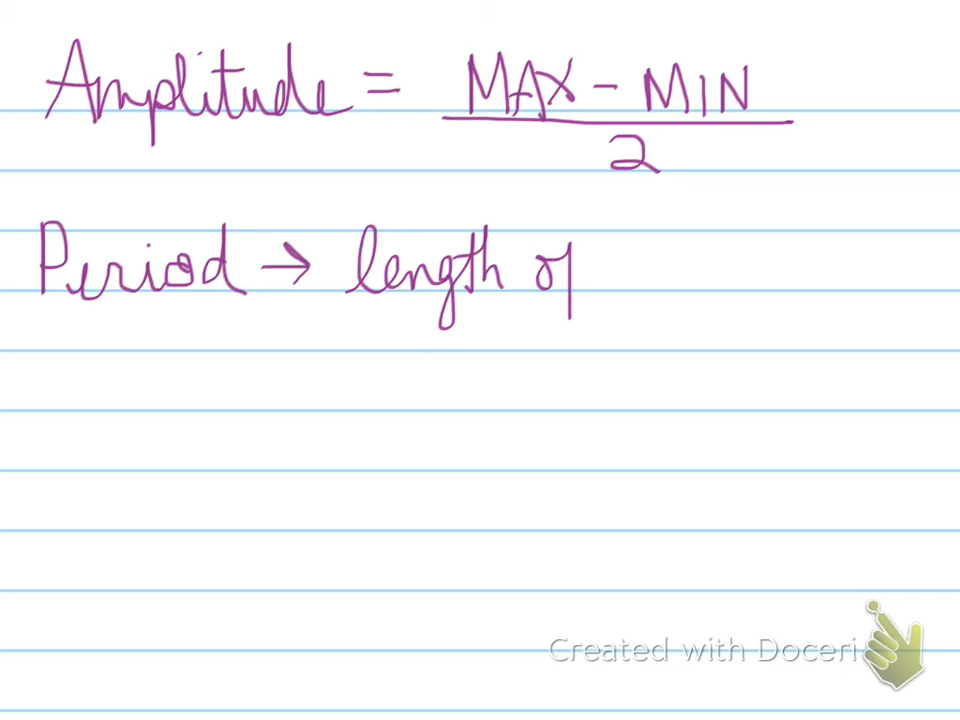 Amplitude = MAX - MIN
2
Period → length of
Created with Doceri